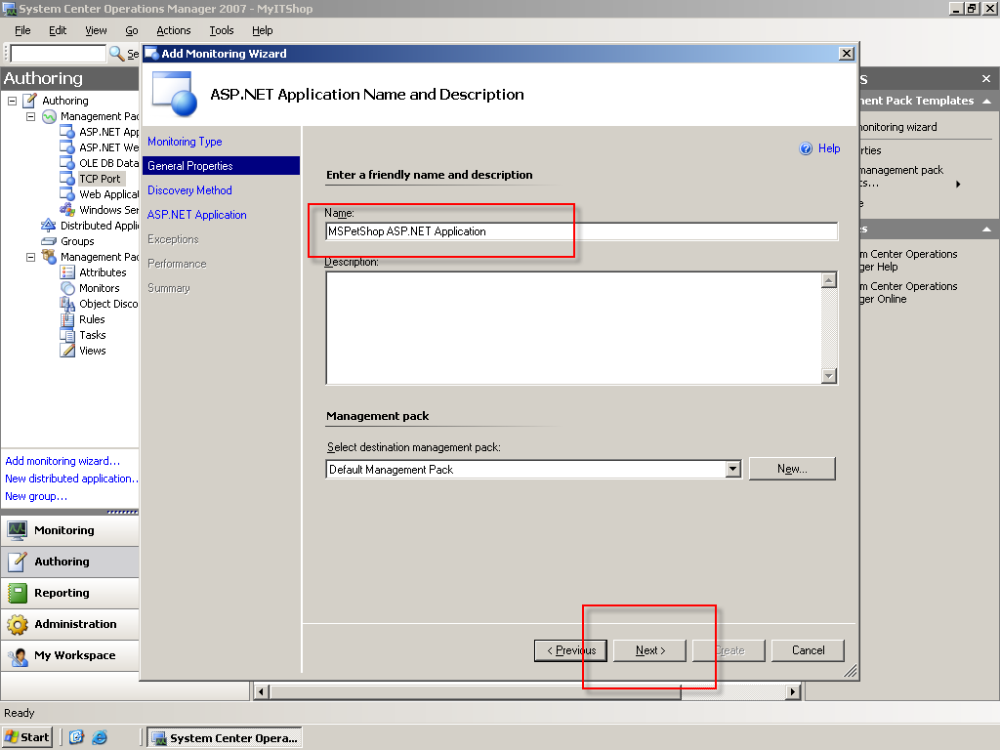 System Center Operations Manager 2007 - MyITShop
File Edit View Go Actions Tools Help
Authoring
Authoring
Management Pac
ASP.NET App
ASP.NET We
OLE DB Data
TCP Port
Web Applica
Windows Ser
Distributed Appli
Groups
Management Pac
Attributes
Monitors
Object Disco
Rules
Tasks
Views
Add monitoring wizard...
New distributed application..
New group...
Monitoring
Authoring
Reporting
Administration
My Workspace
Add Monitoring Wizard
ASP.NET Application Name and Description
Monitoring Type
General Properties
Discovery Method
ASP.NET Application
Exceptions
Performance
Summary
Help
Enter a friendly name and description
Name:
MSPetShop ASP.NET Application
Description:
Management pack
Select destination management pack:
Default Management Pack
New...
< Previous
Next >
Create
Cancel
s
nent Pack Templates
onitoring wizard
erties
management pack
ts...
e
es
m Center Operations
ger Help
m Center Operations
ger Online
Ready
Start
System Center Opera...